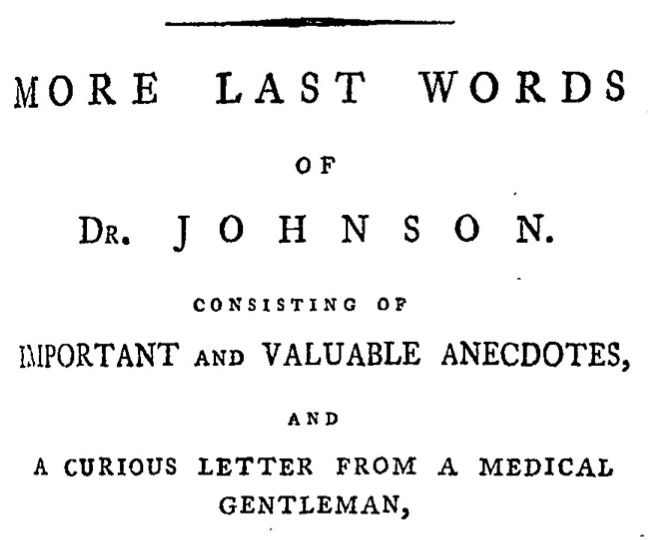 MORE LAST WORDS
OF
DR. JOHNSON.
CONSISTING OF
IMPORTANT AND VALUABLE ANECDOTES,
AND
A CURIOUS LETTER FROM A MEDICAL
GENTLEMAN,